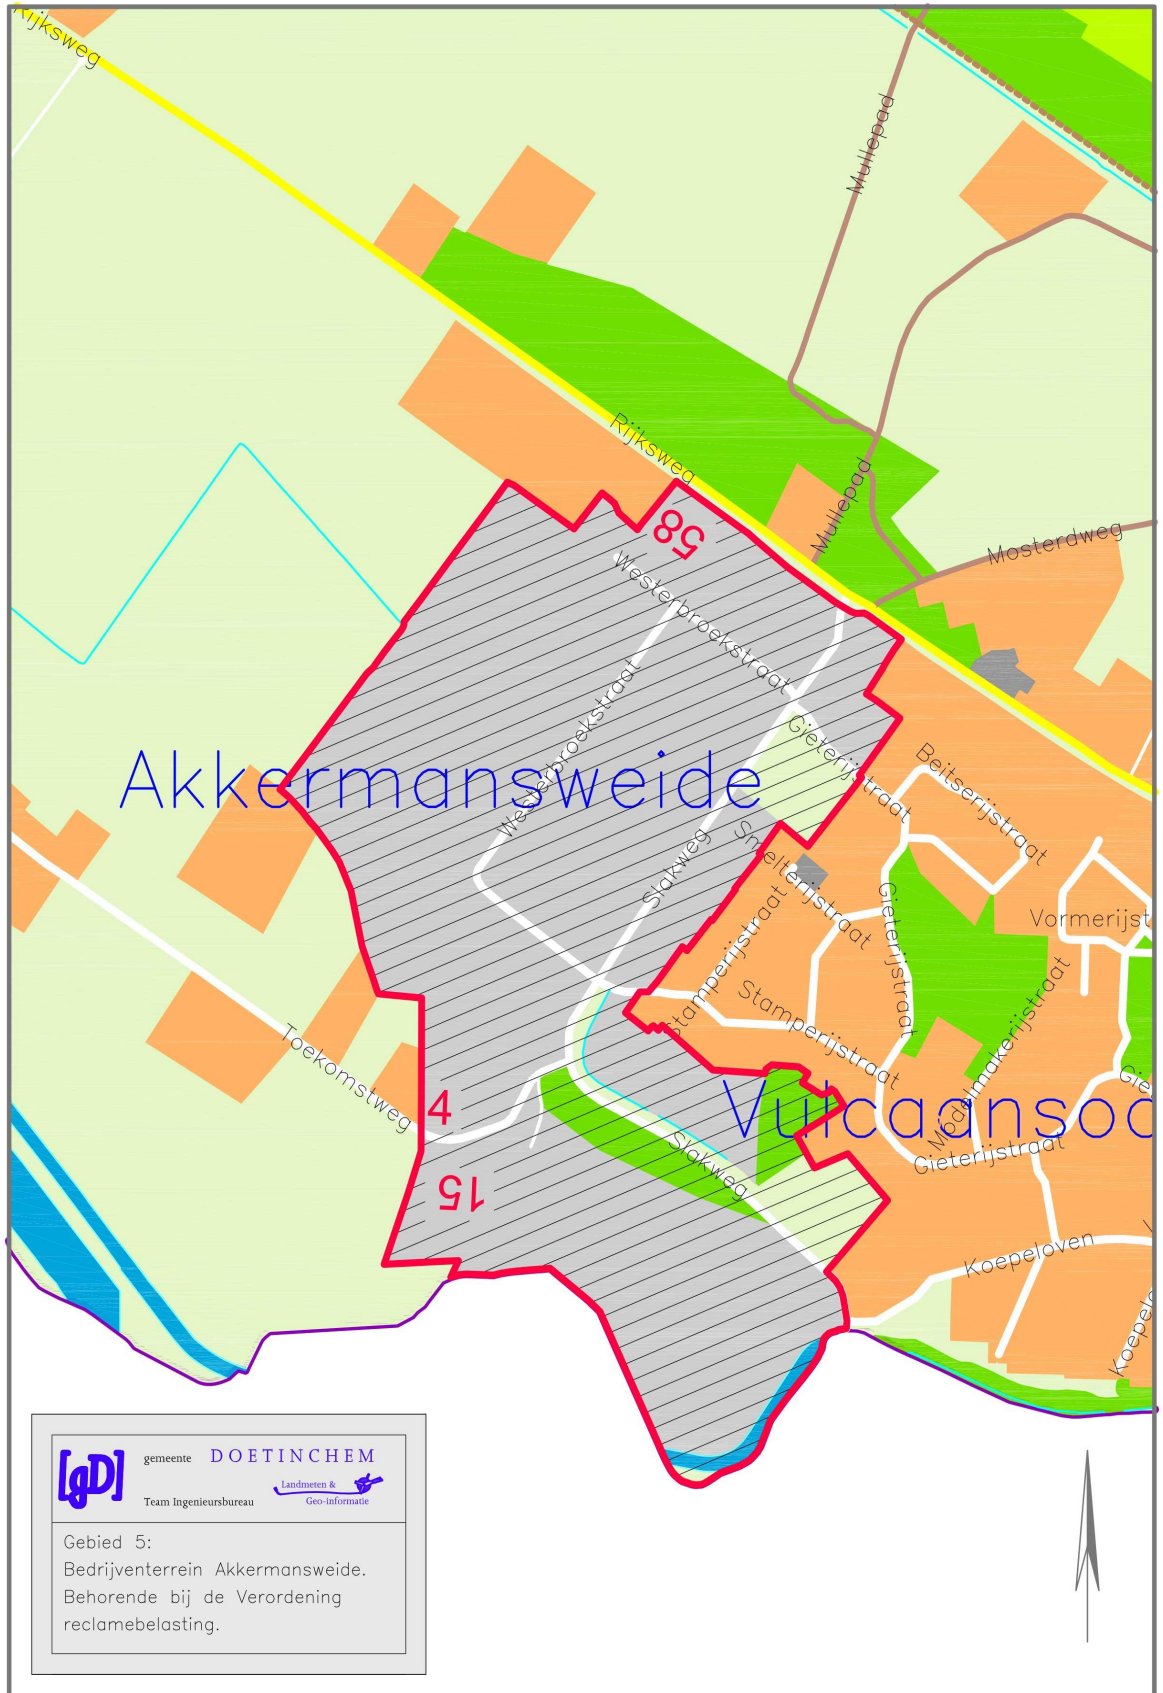 Rijksweg
Mullepad
Rijksweg
Mullepad
Mosterdweg
58
Westerbroekstraat
Westerbroekstraat
Gieterijstraat
Beitserijstraat
Akkermansweide
Smelterijstraat
Slakweg
Gieterijstraat
Vormerijst
Stamperijstraat
Stamperijstraat
Modelmakerijstraat
Toekomstweg
4
Vulcaansoo
Gie
Slakweg
Gieterijstraat
15
Koepeloven
V
Koepelo
[gD]
gemeente DOETINCHEM
Landmeten &
Team Ingenieursbureau
Geo-informatie
Gebied 5:
Bedrijventerrein Akkermansweide.
Behorende bij de Verordening
reclamebelasting.